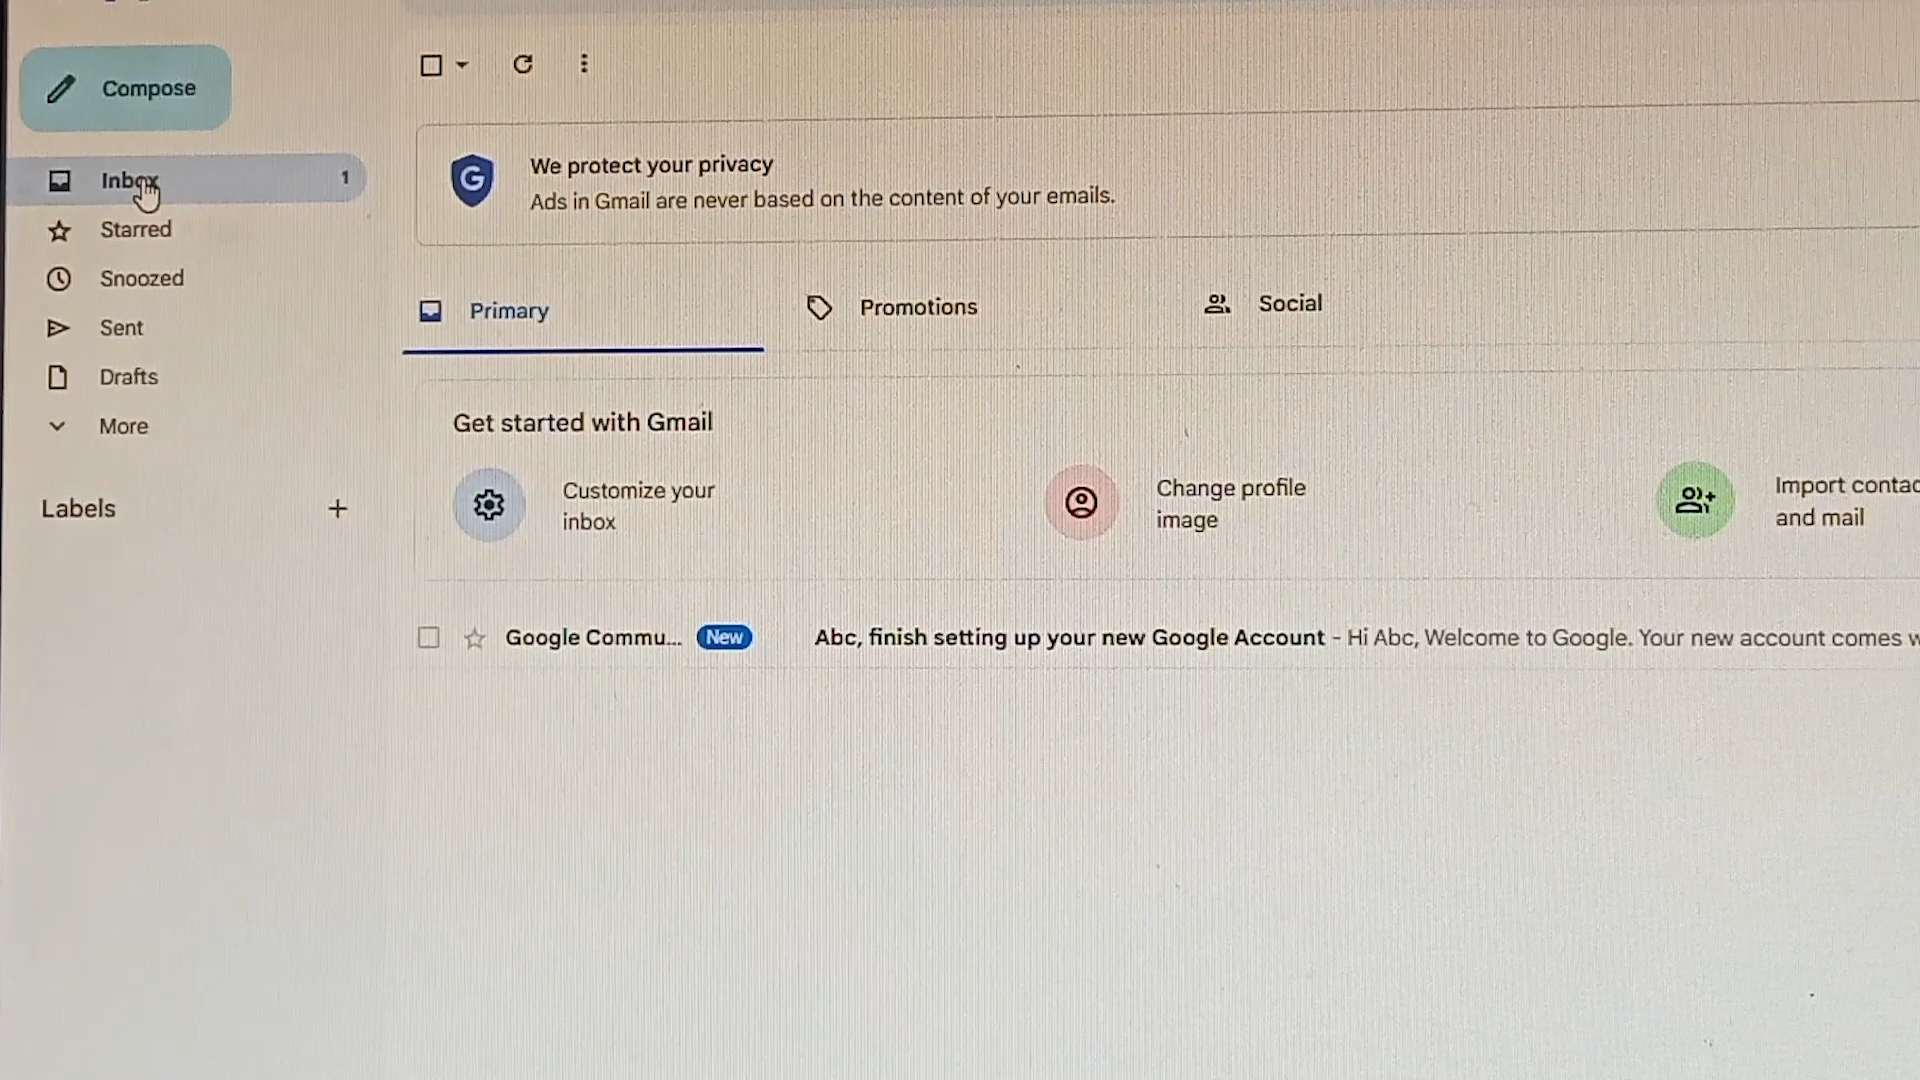 Compose
Inbox 1
Starred
Snoozed
Sent
Drafts
More
Labels
We protect your privacy
Ads in Gmail are never based on the content of your emails.
Primary
Promotions
Social
Get started with Gmail
Customize your
inbox
Change profile
image
Import contac
and mail
Google Commu... New Abc, finish setting up your new Google Account - Hi Abc, Welcome to Google. Your new account comes w